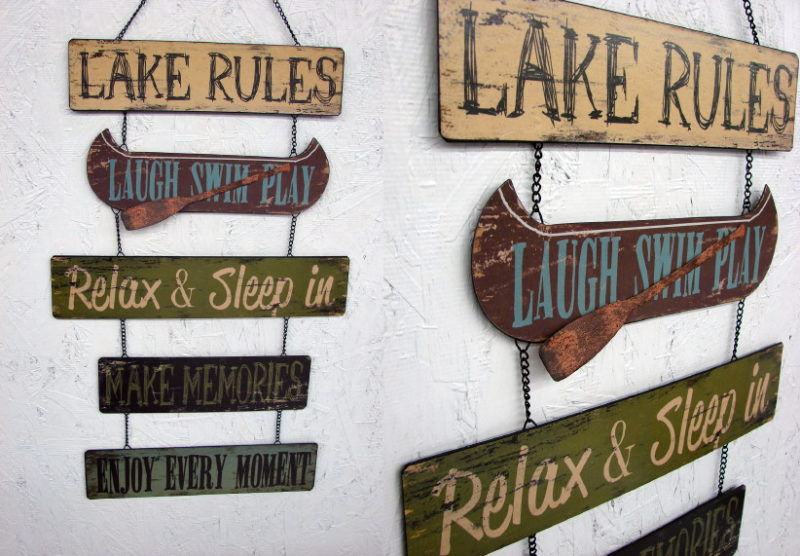 LAKE RULES
LAUGH SWIM PLAY
Relax & Sleep in
MAKE MEMORIES
ENJOY EVERY MOMENT
LAKE RULES
LAUGH SWIM PLAY
Relax & Sleep in
MEMORIES